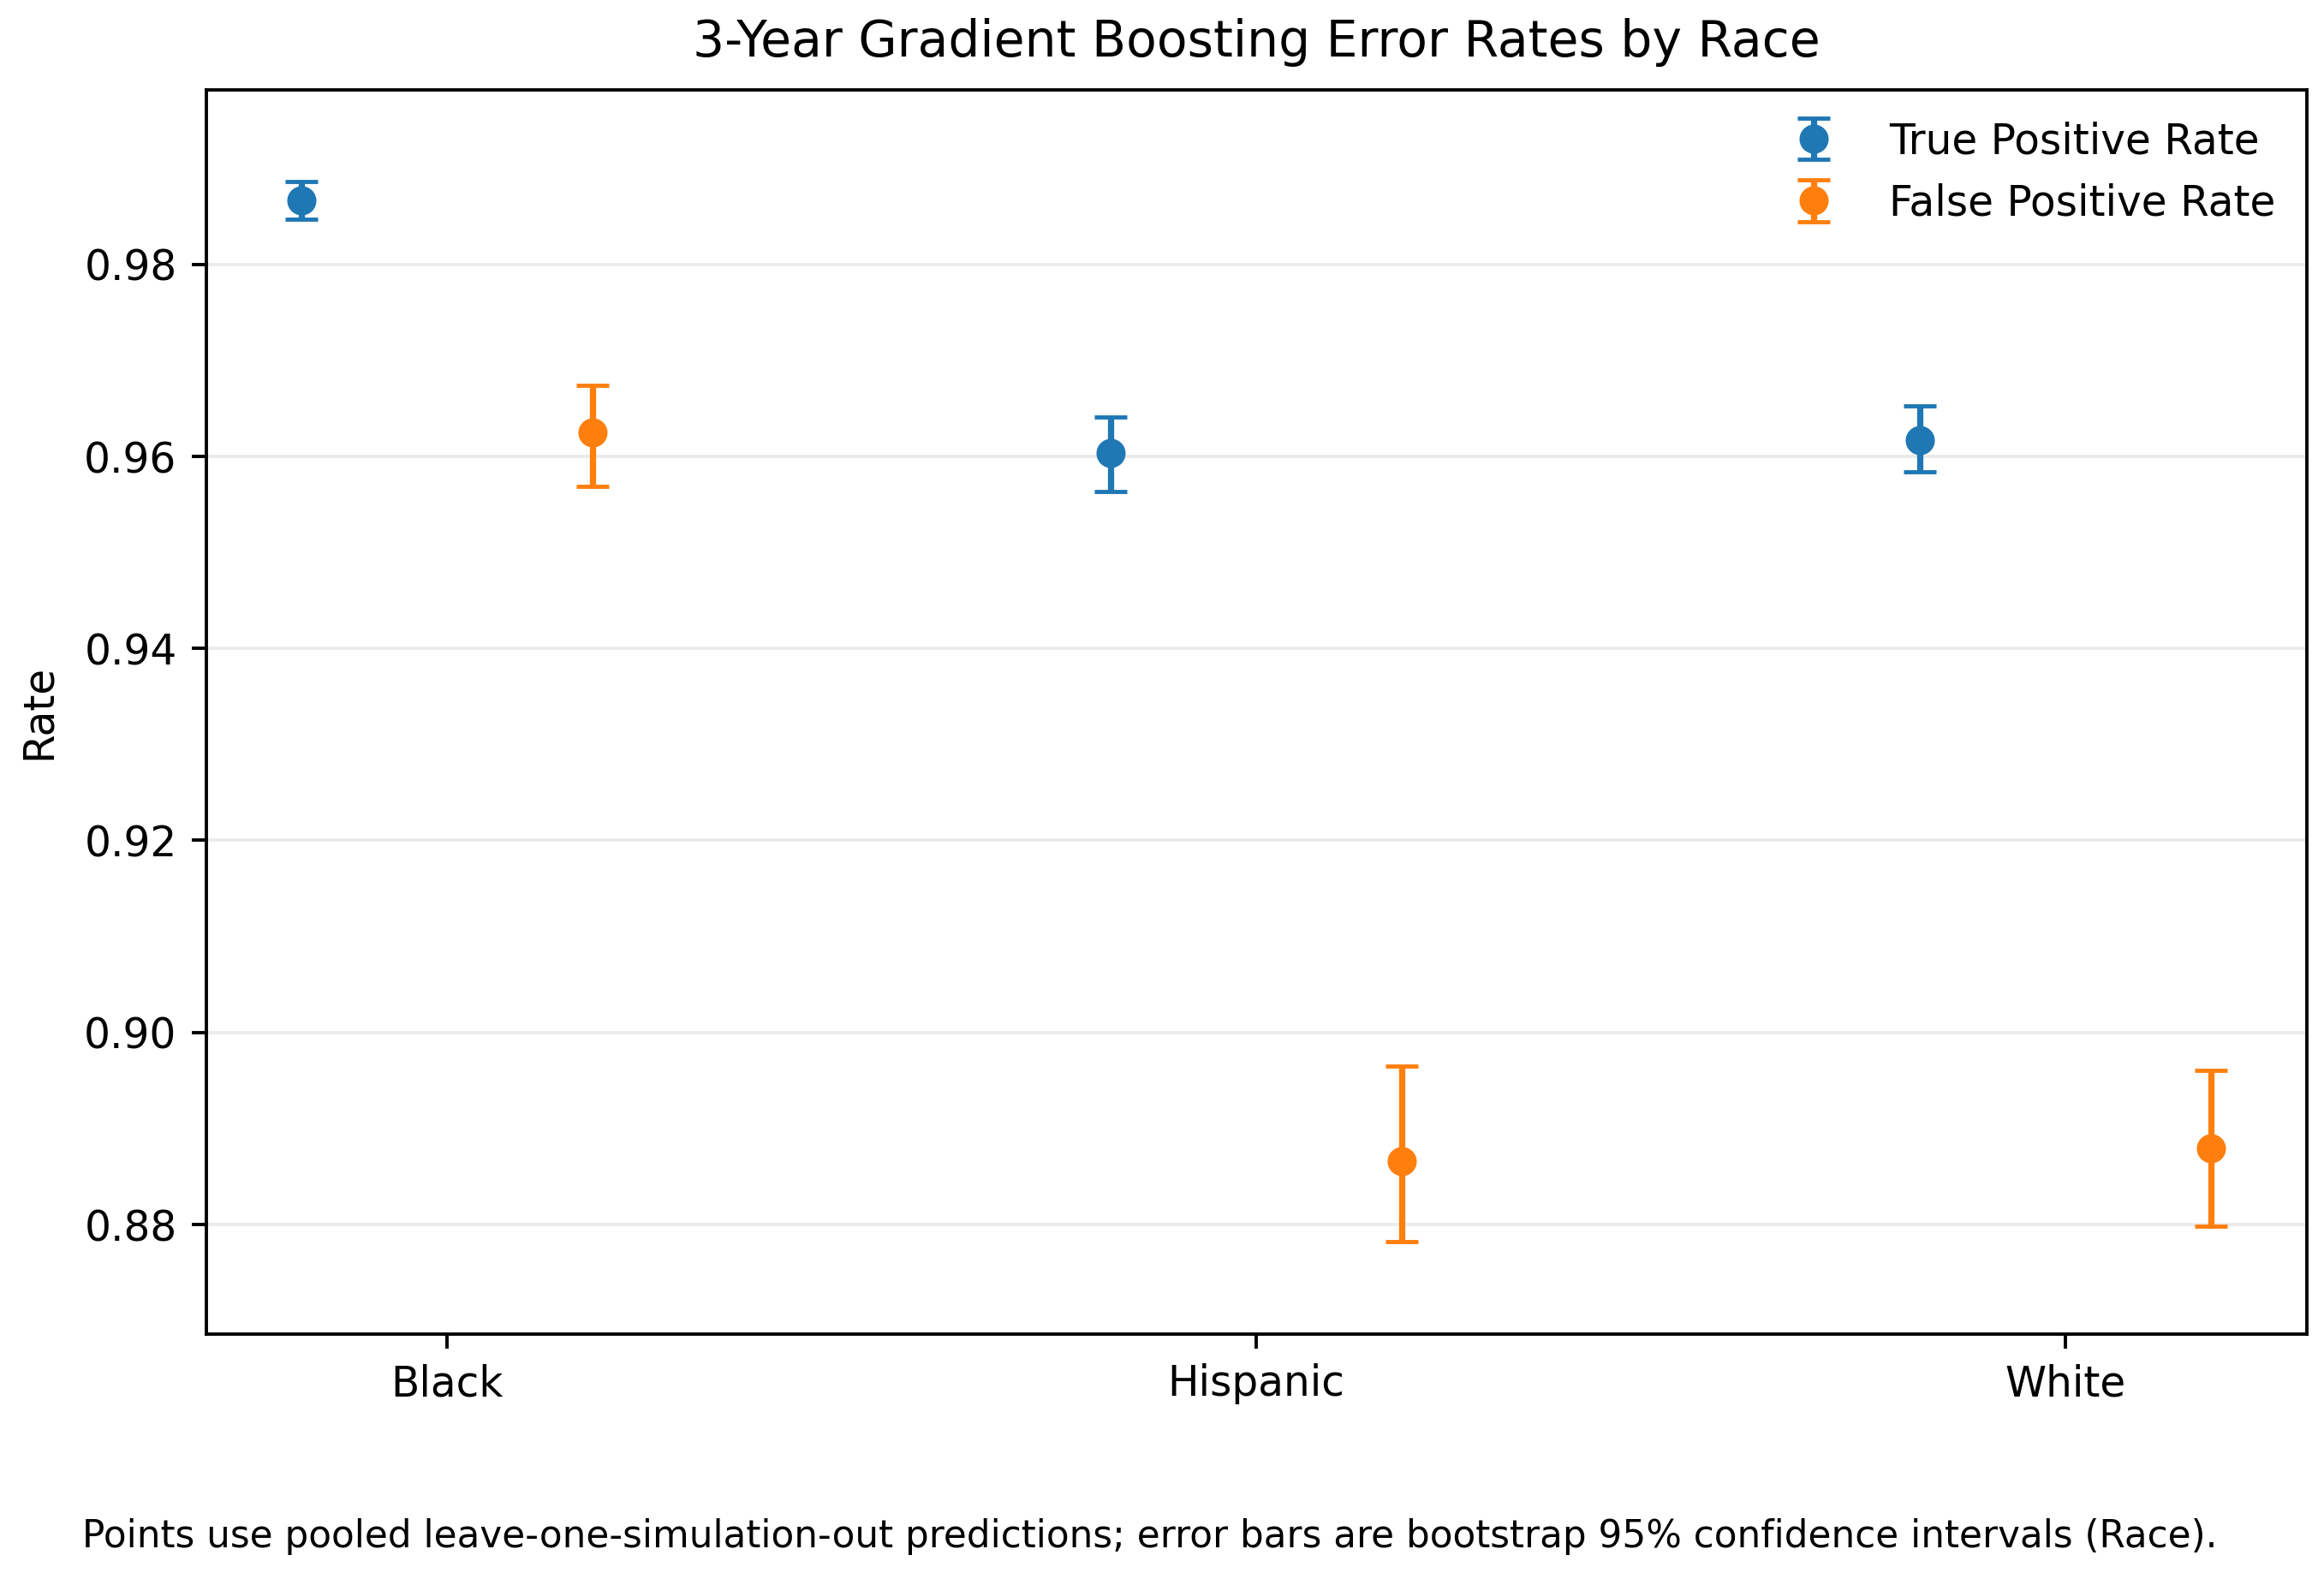 3-Year Gradient Boosting Error Rates by Race
True Positive Rate
False Positive Rate
Rate
0.98
0.96
0.94
0.92
0.90
0.88
Black
Hispanic
White
Points use pooled leave-one-simulation-out predictions; error bars are bootstrap 95% confidence intervals (Race).